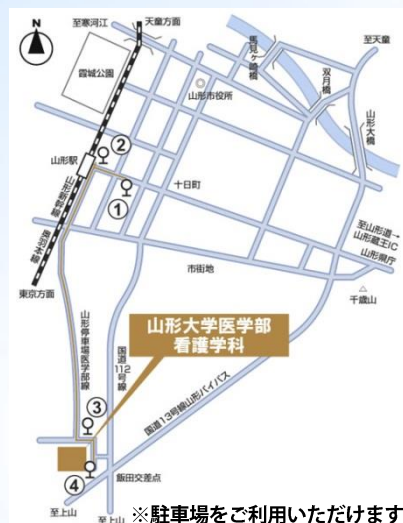 N
至寒河江
天童方面
霞城公園
馬見ヶ崎橋
至天童
双月橋
山形市役所
山形大橋
②
山形駅
十日町
①
山形新幹線
奥羽本線
至山形道→
山形蔵王IC
山形県庁
市街地
千歳山
東京方面
山形大学医学部
看護学科
山形停車場医学部線
国道112号線
国道13号線山形バイパス
③
④
飯田交差点
至上山
至上山
※駐車場をご利用いただけます